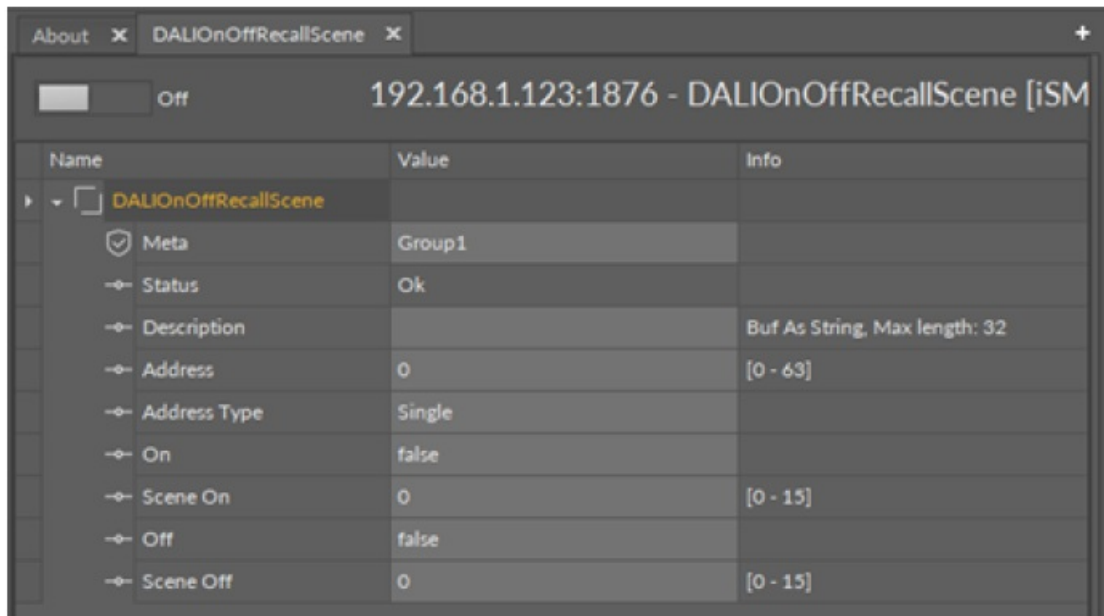 About × DALIOnOffRecallScene × +
Off 192.168.1.123:1876 - DALIOnOffRecallScene [iSM
Name Value Info
DALIOnOffRecallScene
Meta Group1
Status Ok
Description Buf As String, Max length: 32
Address 0 [0 - 63]
Address Type Single
On false
Scene On 0 [0 - 15]
Off false
Scene Off 0 [0 - 15]